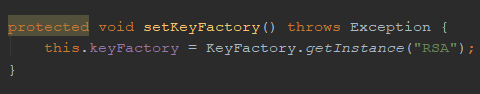 protected void setKeyFactory() throws Exception {
    this.keyFactory = KeyFactory.getInstance("RSA");
}